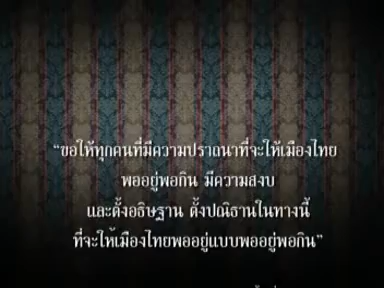 “ขอให้ทุกคนที่มีความปรารถนาที่จะให้เมืองไทย
พออยู่พอกิน มีความสงบ
และตั้งอธิษฐาน ตั้งปณิธานในทางนี้
ที่จะให้เมืองไทยพออยู่แบบพออยู่พอกิน”